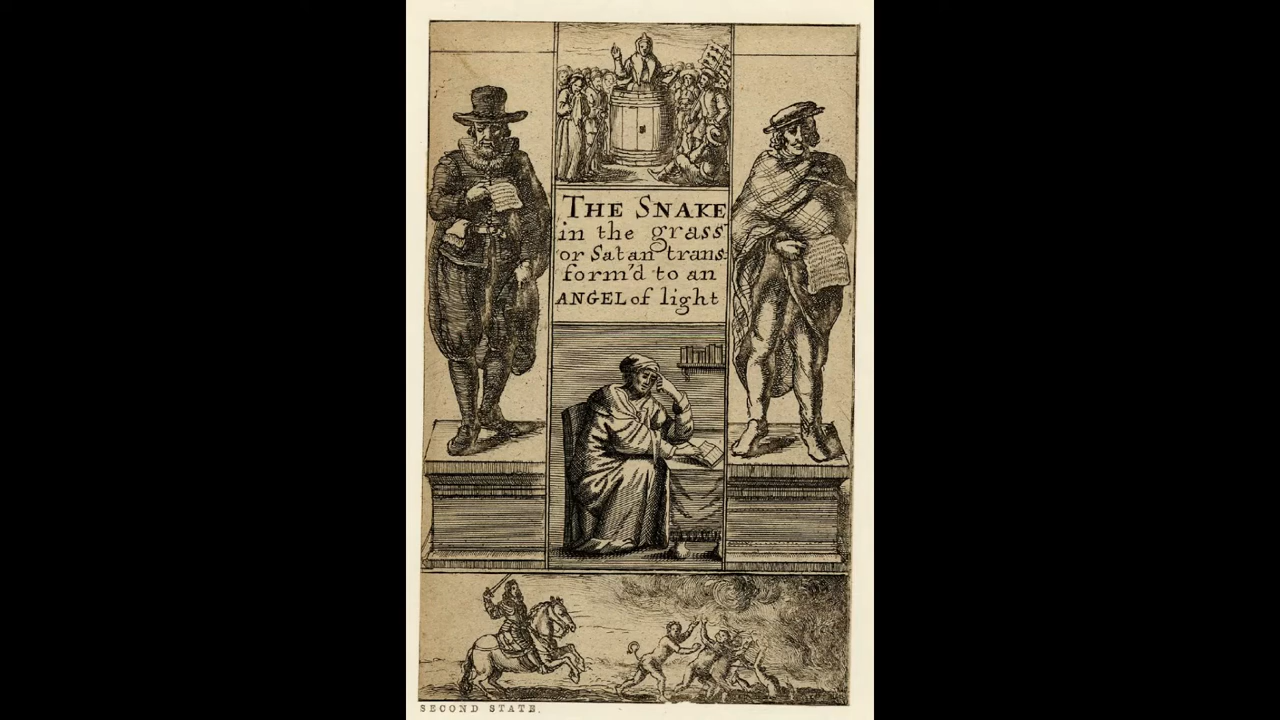 THE SNAKE
in the grass
or Satan trans-
form'd to an
ANGEL of light
SECOND STATE.